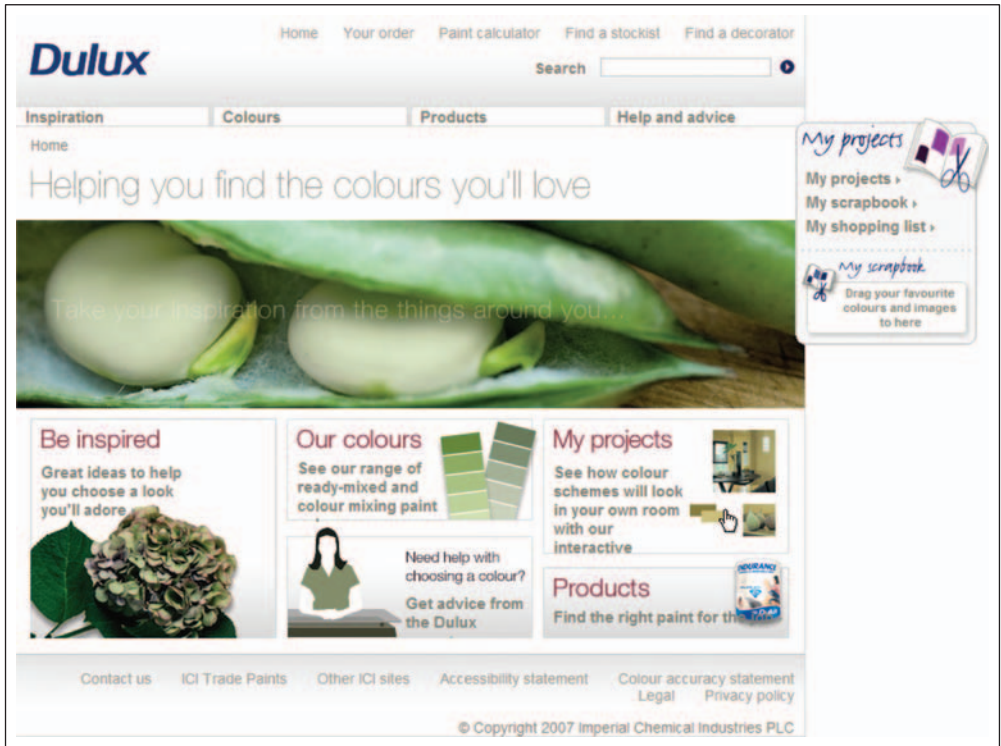 Home Your order Paint calculator Find a stockist Find a decorator
Dulux
Search
Inspiration Colours Products Help and advice
Home
Helping you find the colours you'll love
My projects
My projects
My scrapbook
My shopping list
My scrapbook
Drag your favourite
colours and images
to here
Take your inspiration from the things around you...
Be inspired
Great ideas to help
you choose a look
you'll adore
Our colours
See our range of
ready-mixed and
colour mixing paint
Need help with
choosing a colour?
Get advice from
the Dulux
My projects
See how colour
schemes will look
in your own room
with our
interactive
Products
Find the right paint for the
ENDURANCE
Dulux
Contact us ICI Trade Paints Other ICI sites Accessibility statement Colour accuracy statement
Legal Privacy policy
© Copyright 2007 Imperial Chemical Industries PLC